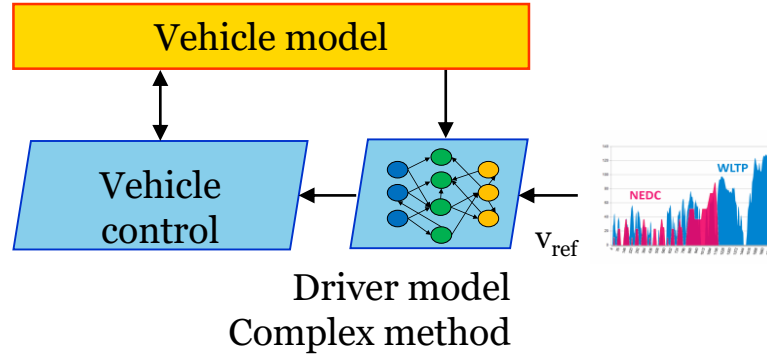 Vehicle model
Vehicle
control
WLTP
NEDC
v_ref
Driver model
Complex method